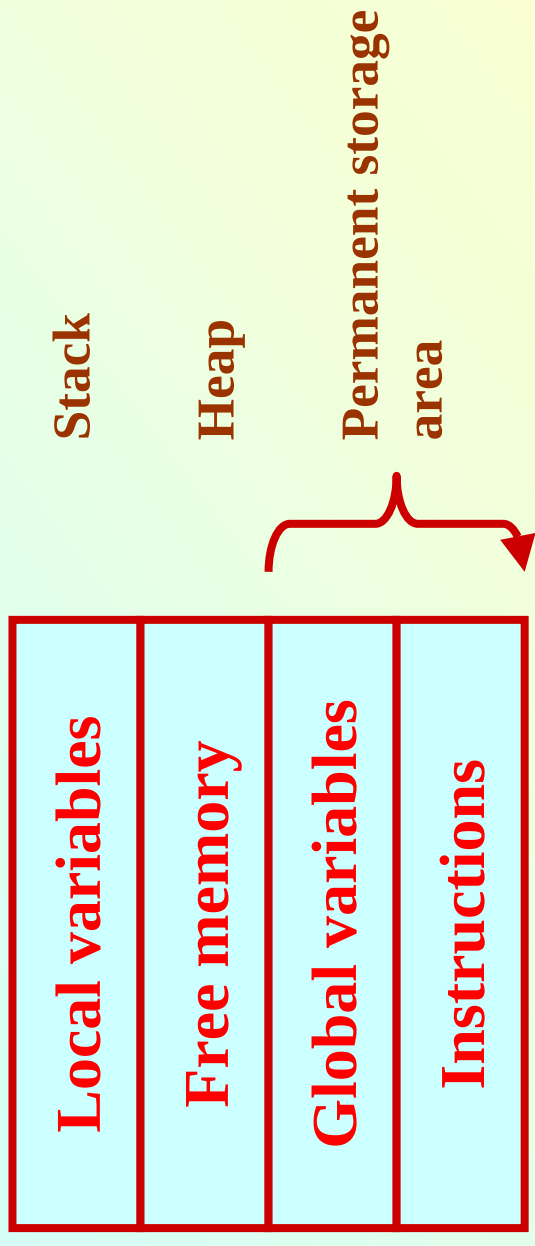 Local variables
Stack
Free memory
Heap
Global variables
Instructions
Permanent storage
area